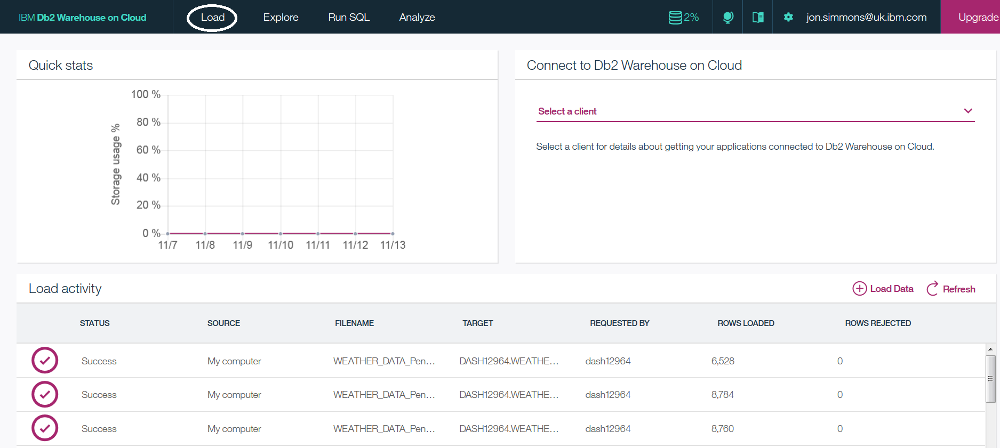 IBM Db2 Warehouse on Cloud
Load
Explore
Run SQL
Analyze
2%
jon.simmons@uk.ibm.com
Upgrade
Quick stats
Connect to Db2 Warehouse on Cloud
100 %
80 %
60 %
40 %
20 %
0 %
Storage usage %
11/7 11/8 11/9 11/10 11/11 11/12 11/13
Select a client
Select a client for details about getting your applications connected to Db2 Warehouse on Cloud.
Load activity
Load Data
Refresh
STATUS SOURCE FILENAME TARGET REQUESTED BY ROWS LOADED ROWS REJECTED
Success My computer WEATHER_DATA_Pen... DASH12964.WEATHE... dash12964 6,528 0
Success My computer WEATHER_DATA_Pen... DASH12964.WEATHE... dash12964 8,784 0
Success My computer WEATHER_DATA_Pen... DASH12964.WEATHE... dash12964 8,760 0